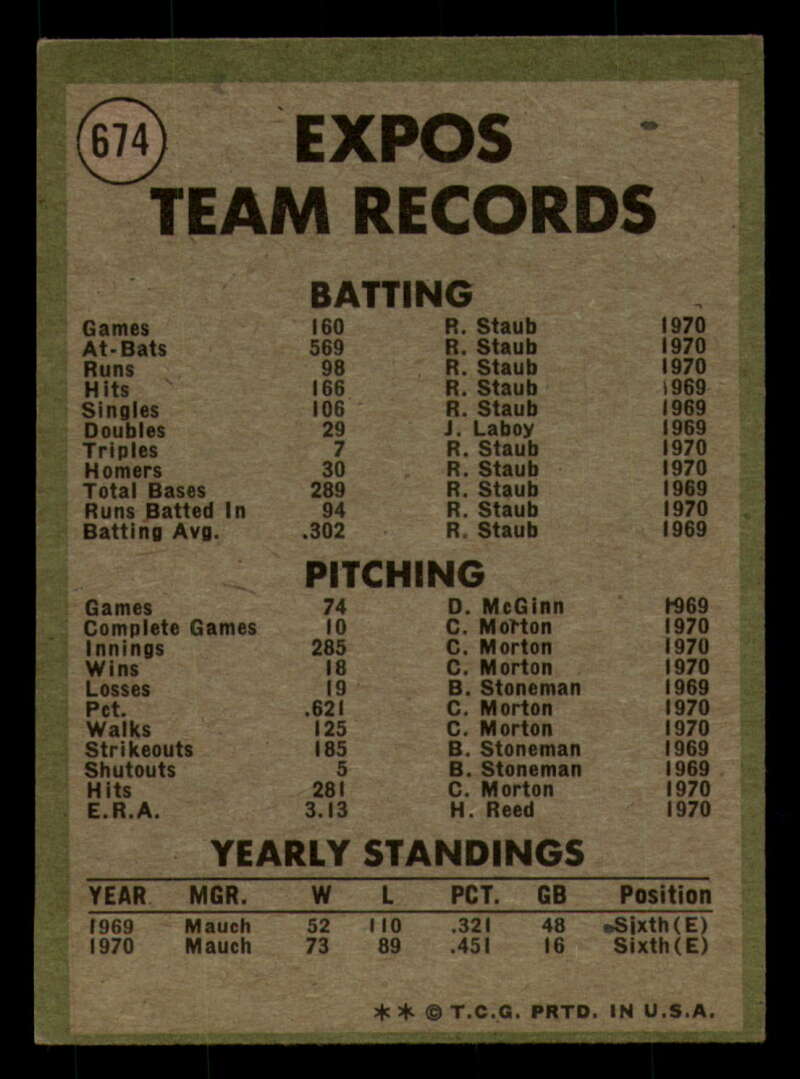 674
EXPOS
TEAM RECORDS
BATTING
Games 160 R. Staub 1970
At-Bats 569 R. Staub 1970
Runs 98 R. Staub 1970
Hits 166 R. Staub 1969
Singles 106 R. Staub 1969
Doubles 29 J. Laboy 1969
Triples 7 R. Staub 1970
Homers 30 R. Staub 1970
Total Bases 289 R. Staub 1969
Runs Batted In 94 R. Staub 1970
Batting Avg. .302 R. Staub 1969
PITCHING
Games 74 D. McGinn 1969
Complete Games 10 C. Morton 1970
Innings 285 C. Morton 1970
Wins 18 C. Morton 1970
Losses 19 B. Stoneman 1969
Pct. .621 C. Morton 1970
Walks 125 C. Morton 1970
Strikeouts 185 B. Stoneman 1969
Shutouts 5 B. Stoneman 1969
Hits 281 C. Morton 1970
E.R.A. 3.13 H. Reed 1970
YEARLY STANDINGS
YEAR MGR. W L PCT. GB Position
1969 Mauch 52 110 .321 48 Sixth(E)
1970 Mauch 73 89 .451 16 Sixth(E)
** © T.C.G. PRTD. IN U.S.A.